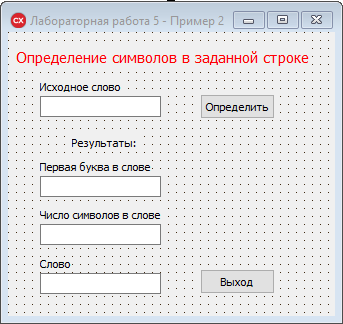 Лабораторная работа 5 - Пример 2
Определение символов в заданной строке
Исходное слово
Определить
Результаты:
Первая буква в слове
Число символов в слове
Слово
Выход